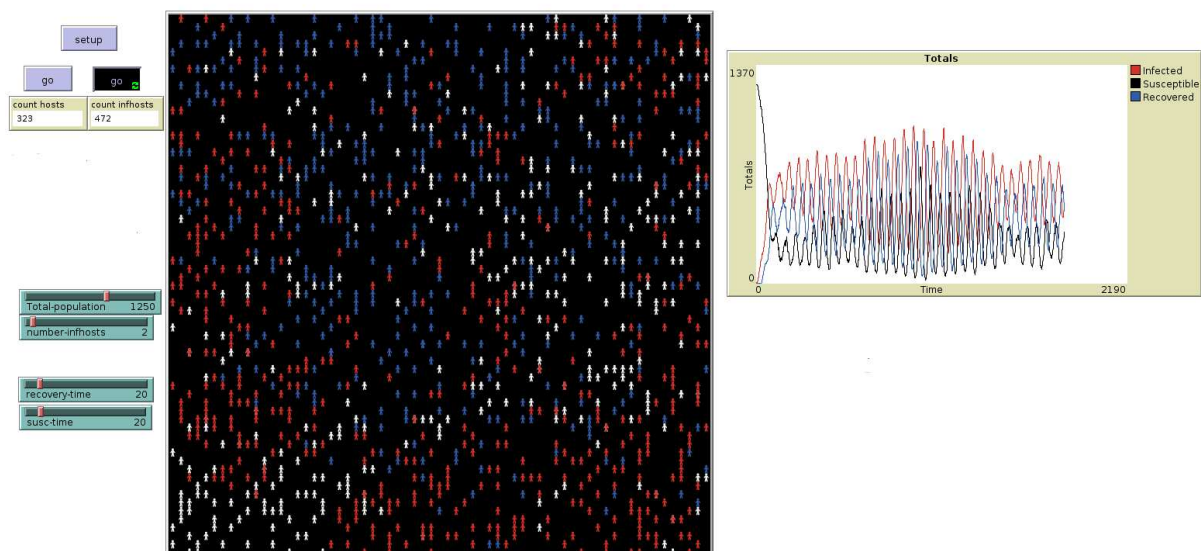 setup
go
go
count hosts
323
count infhosts
472
Total-population 1250
number-infhosts 2
recovery-time 20
susc-time 20
Totals
1370
Totals
0
0
Time
2190
Infected
Susceptible
Recovered